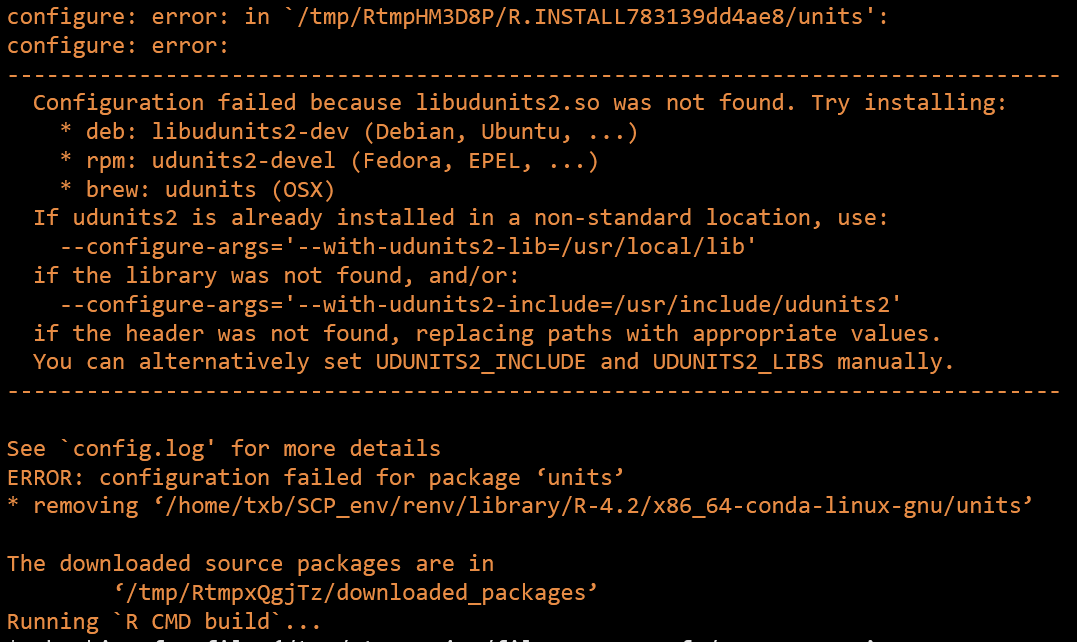 configure: error: in `/tmp/RtmpHM3D8P/R.INSTALL783139dd4ae8/units':
configure: error:
--------------------------------------------------------------------------------
  Configuration failed because libudunits2.so was not found. Try installing:
    * deb: libudunits2-dev (Debian, Ubuntu, ...)
    * rpm: udunits2-devel (Fedora, EPEL, ...)
    * brew: udunits (OSX)
  If udunits2 is already installed in a non-standard location, use:
    --configure-args='--with-udunits2-lib=/usr/local/lib'
  if the library was not found, and/or:
    --configure-args='--with-udunits2-include=/usr/include/udunits2'
  if the header was not found, replacing paths with appropriate values.
  You can alternatively set UDUNITS2_INCLUDE and UDUNITS2_LIBS manually.
--------------------------------------------------------------------------------
See `config.log' for more details
ERROR: configuration failed for package ‘units’
* removing ‘/home/txb/SCP_env/renv/library/R-4.2/x86_64-conda-linux-gnu/units’
The downloaded source packages are in
        ‘/tmp/RtmpxQgjTz/downloaded_packages’
Running `R CMD build`...